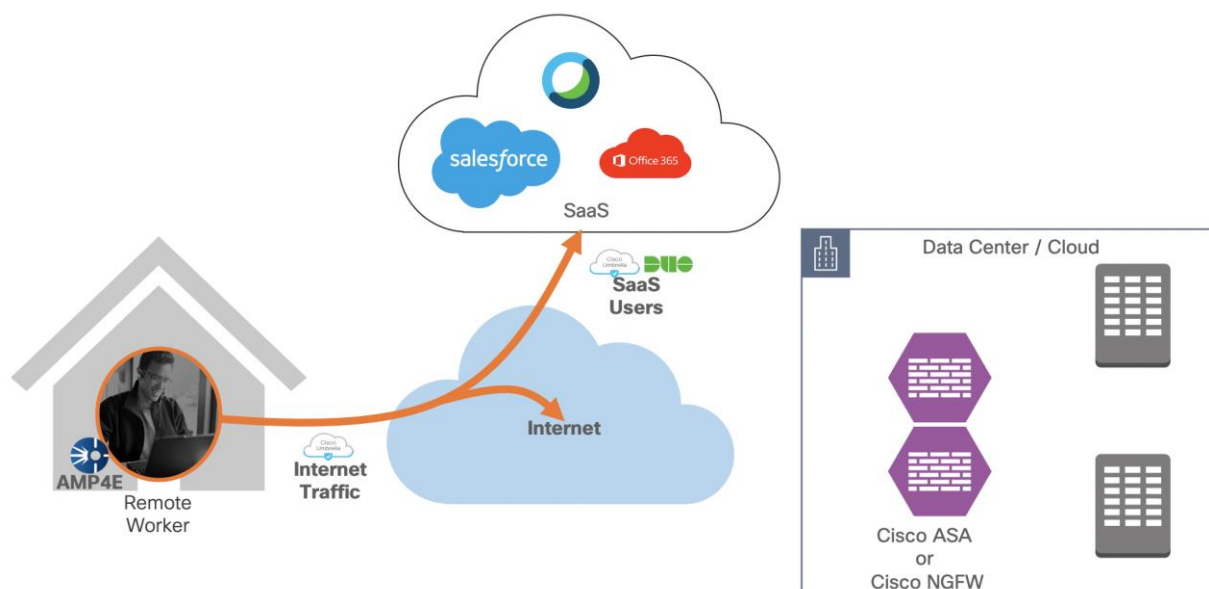 salesforce
Office 365
SaaS
Cisco
Umbrella
DUO
SaaS
Users
Data Center / Cloud
Internet
Cisco
Umbrella
Internet
Traffic
AMP4E
Remote
Worker
Cisco ASA
or
Cisco NGFW